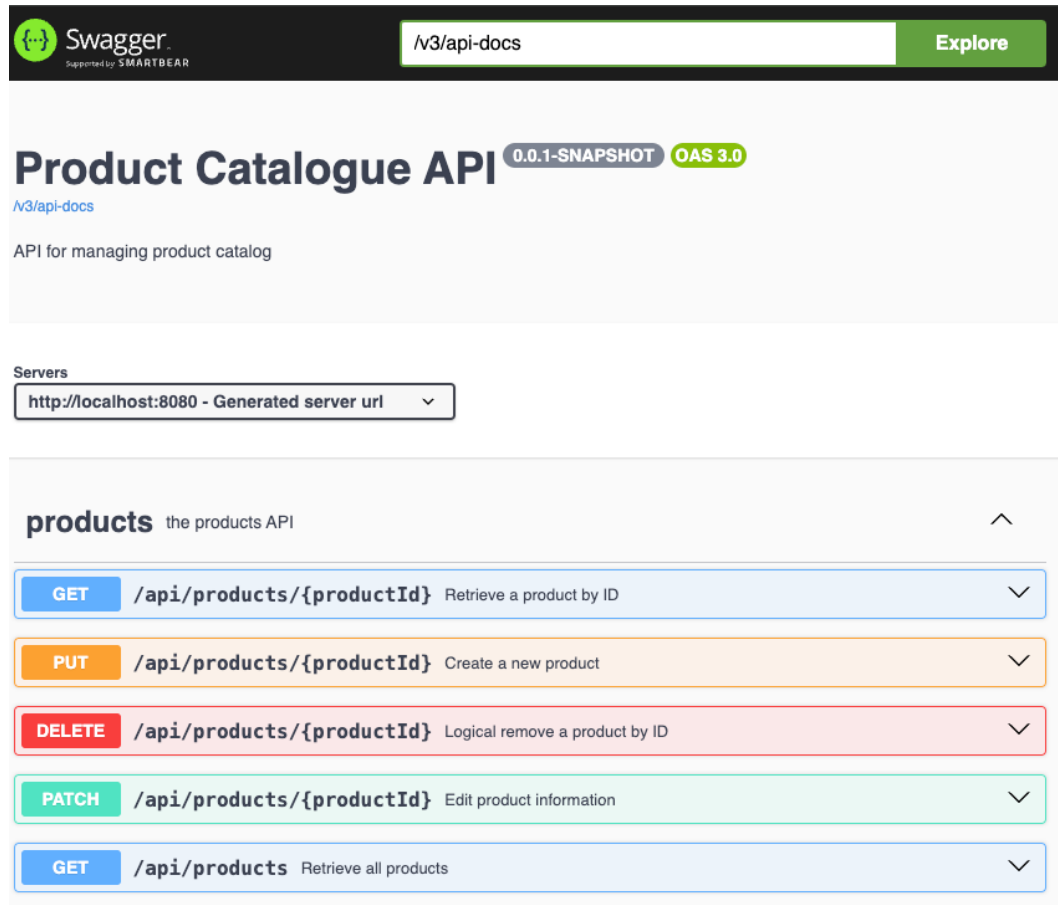 Swagger.
Supported by SMARTBEAR
/v3/api-docs
Explore
Product Catalogue API 0.0.1-SNAPSHOT OAS 3.0
/v3/api-docs
API for managing product catalog
Servers
http://localhost:8080 - Generated server url
products the products API
GET /api/products/{productId} Retrieve a product by ID
PUT /api/products/{productId} Create a new product
DELETE /api/products/{productId} Logical remove a product by ID
PATCH /api/products/{productId} Edit product information
GET /api/products Retrieve all products